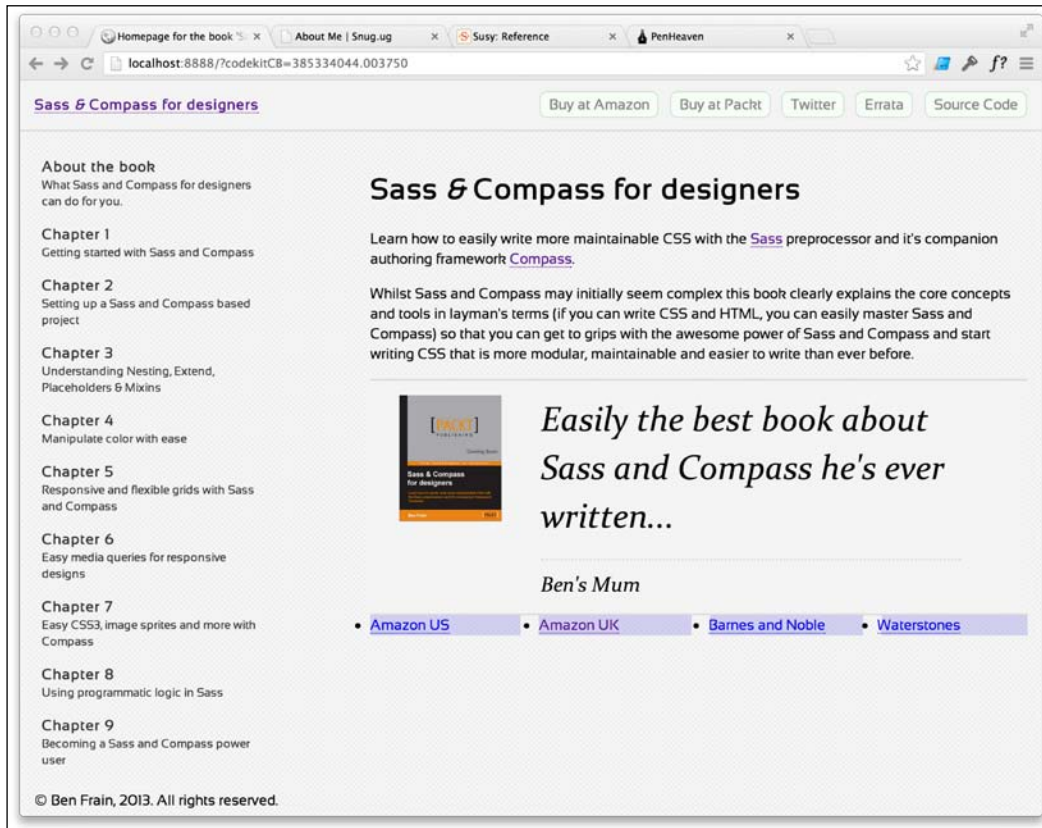 Homepage for the book "S
About Me | Snug.ug
Susy: Reference
PenHeaven
localhost:8888/?codekitCB=385334044.003750
f?
Sass & Compass for designers
Buy at Amazon
Buy at Packt
Twitter
Errata
Source Code
About the book
What Sass and Compass for designers
can do for you.
Chapter 1
Getting started with Sass and Compass
Chapter 2
Setting up a Sass and Compass based
project
Chapter 3
Understanding Nesting, Extend,
Placeholders & Mixins
Chapter 4
Manipulate color with ease
Chapter 5
Responsive and flexible grids with Sass
and Compass
Chapter 6
Easy media queries for responsive
designs
Chapter 7
Easy CSS3, image sprites and more with
Compass
Chapter 8
Using programmatic logic in Sass
Chapter 9
Becoming a Sass and Compass power
user
Sass & Compass for designers
Learn how to easily write more maintainable CSS with the Sass preprocessor and it's companion
authoring framework Compass.
Whilst Sass and Compass may initially seem complex this book clearly explains the core concepts
and tools in layman's terms (if you can write CSS and HTML, you can easily master Sass and
Compass) so that you can get to grips with the awesome power of Sass and Compass and start
writing CSS that is more modular, maintainable and easier to write than ever before.
[PACKT]
PUBLISHING
Sass & Compass
for designers
Ben Frain
PACKT
Easily the best book about
Sass and Compass he's ever
written...
Ben's Mum
Amazon US
Amazon UK
Barnes and Noble
Waterstones
© Ben Frain, 2013. All rights reserved.